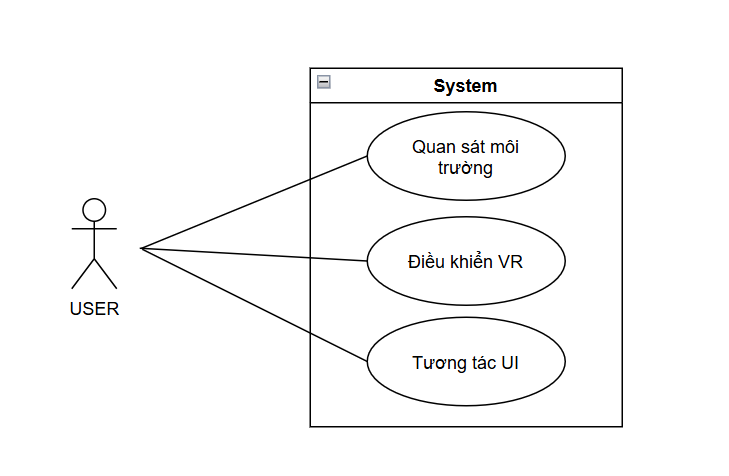 System
Quan sát môi
trường
Điều khiển VR
Tương tác UI
USER